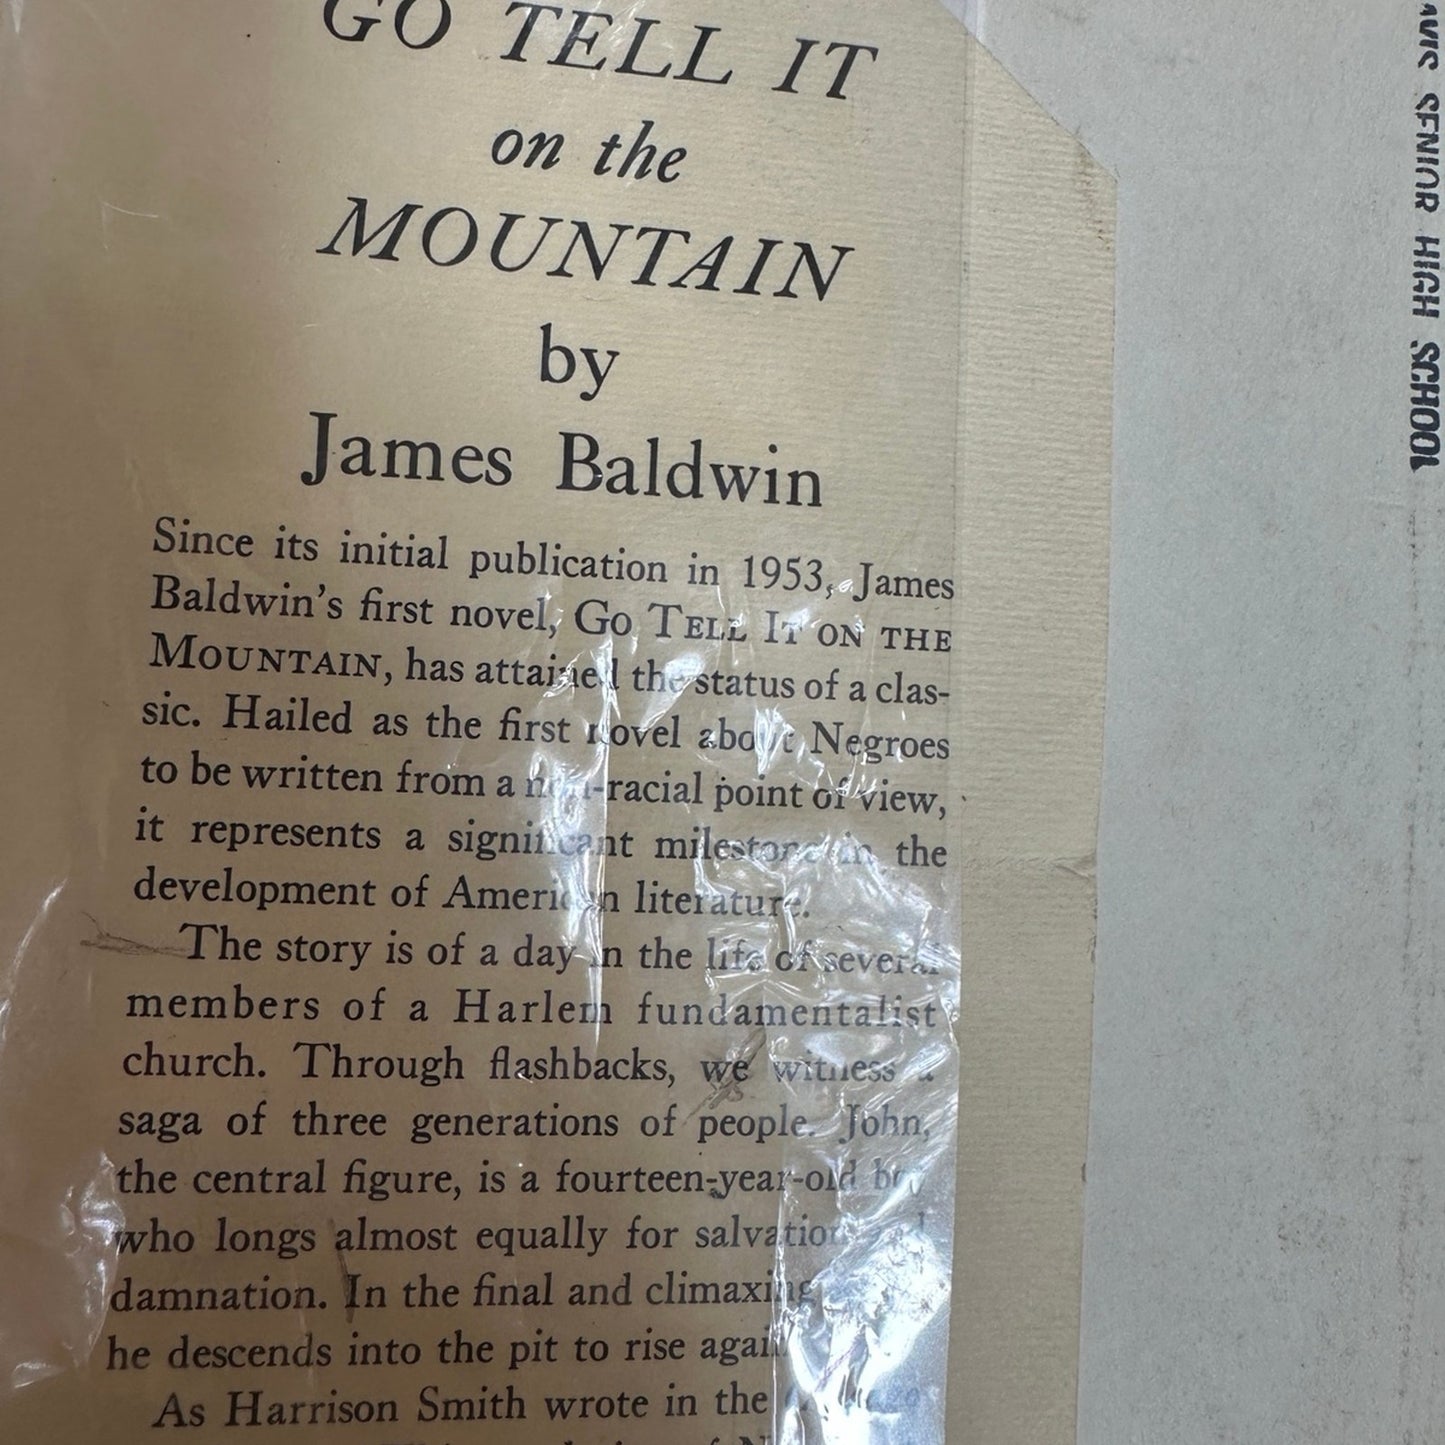 GO TELL IT
on the
MOUNTAIN
by
James Baldwin
Since its initial publication in 1953, James
Baldwin's first novel, GO TELL IT ON THE
MOUNTAIN, has attained the status of a clas-
sic. Hailed as the first novel about Negroes
to be written from a non-racial point of view,
it represents a significant milestone in the
development of American literature.
The story is of a day in the life of several
members of a Harlem fundamentalist
church. Through flashbacks, we witness a
saga of three generations of people. John,
the central figure, is a fourteen-year-old boy
who longs almost equally for salvation
damnation. In the final and climaxing
he descends into the pit to rise again
As Harrison Smith wrote in the
SENIOR HIGH SCHOOL